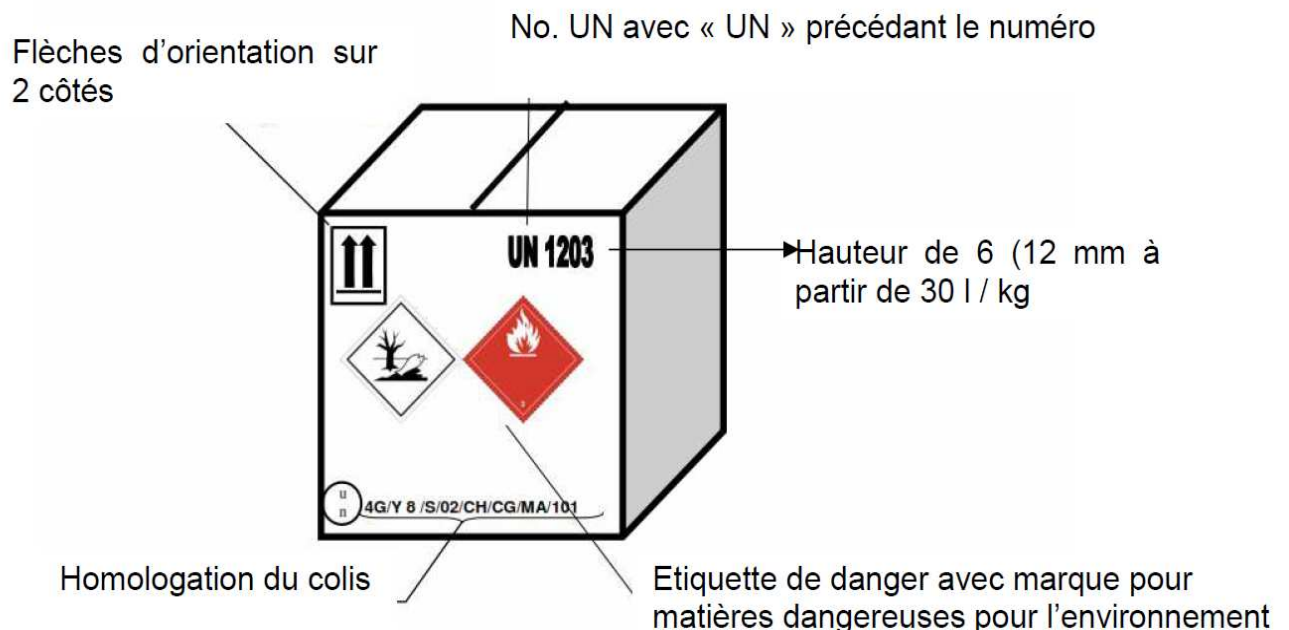 No. UN avec « UN » précédant le numéro
Flèches d'orientation sur
2 côtés
UN 1203
Hauteur de 6 (12 mm à
partir de 30 l / kg
3
u
n
4G/Y 8 /S/02/CH/CG/MA/101
Homologation du colis
Etiquette de danger avec marque pour
matières dangereuses pour l'environnement